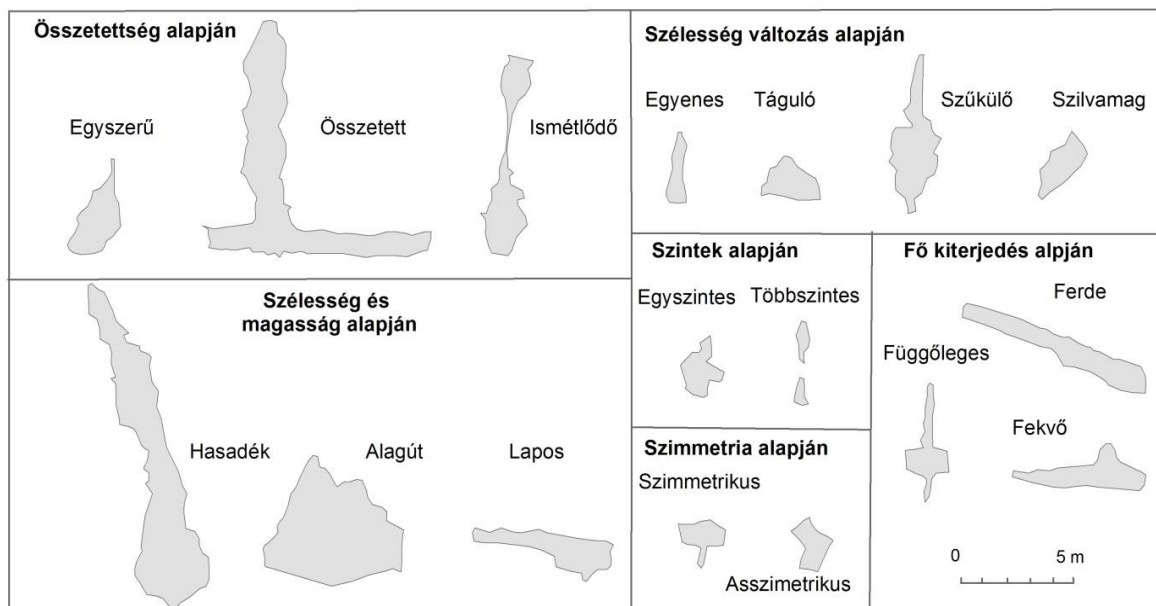 Összetettség alapján
Egyszerű
Összetett
Ismétlődő
Szélesség változás alapján
Egyenes
Táguló
Szűkülő
Szilvamag
Szélesség és
magasság alapján
Hasadék
Alagút
Lapos
Szintek alapján
Egyszintes
Többszintes
Szimmetria alapján
Szimmetrikus
Asszimetrikus
Fő kiterjedés alpján
Ferde
Függőleges
Fekvő
0 5 m